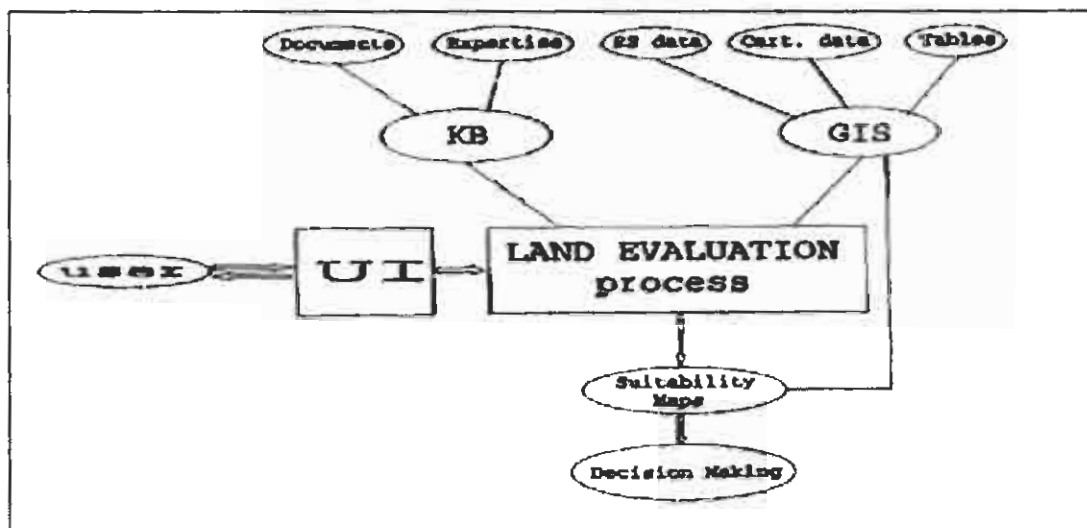 Documents
Expertise
RS data
Cart. data
Tables
KB
GIS
LAND EVALUATION
process
UI
user
Suitability
Maps
Decision Making